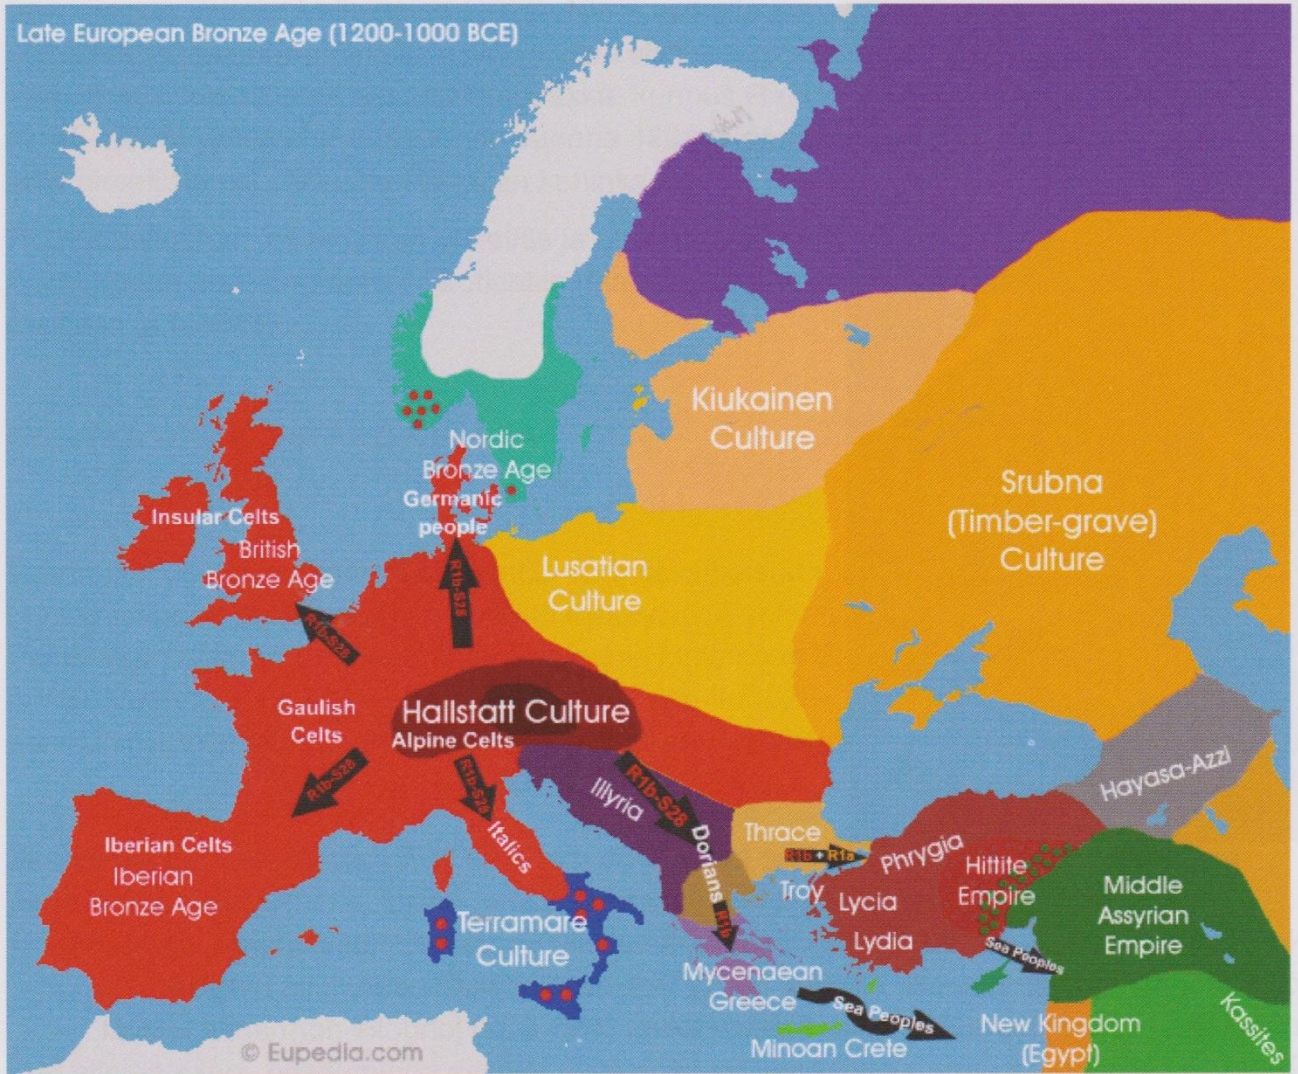 Late European Bronze Age (1200-1000 BCE)
Kiukainen
Culture
Nordic
Bronze Age
Germanic
people
Srubna
(Timber-grave)
Culture
Insular Celts
British
Bronze Age
Lusatian
Culture
R1b-S28
R1b-S28
Gaulish
Celts
Hallstatt Culture
Alpine Celts
R1b-S28
R1b-S28
R1b-S28
Illyria
Italics
Dorians
R1b
Thrace
R1b + R1a
Troy
Hayasa-Azzi
Phrygia
Hittite
Empire
Lycia
Lydia
Middle
Assyrian
Empire
Iberian Celts
Iberian
Bronze Age
Terramare
Culture
Mycenaean
Greece
Sea Peoples
Sea Peoples
Minoan Crete
New Kingdom
(Egypt)
Kassites
© Eupedia.com